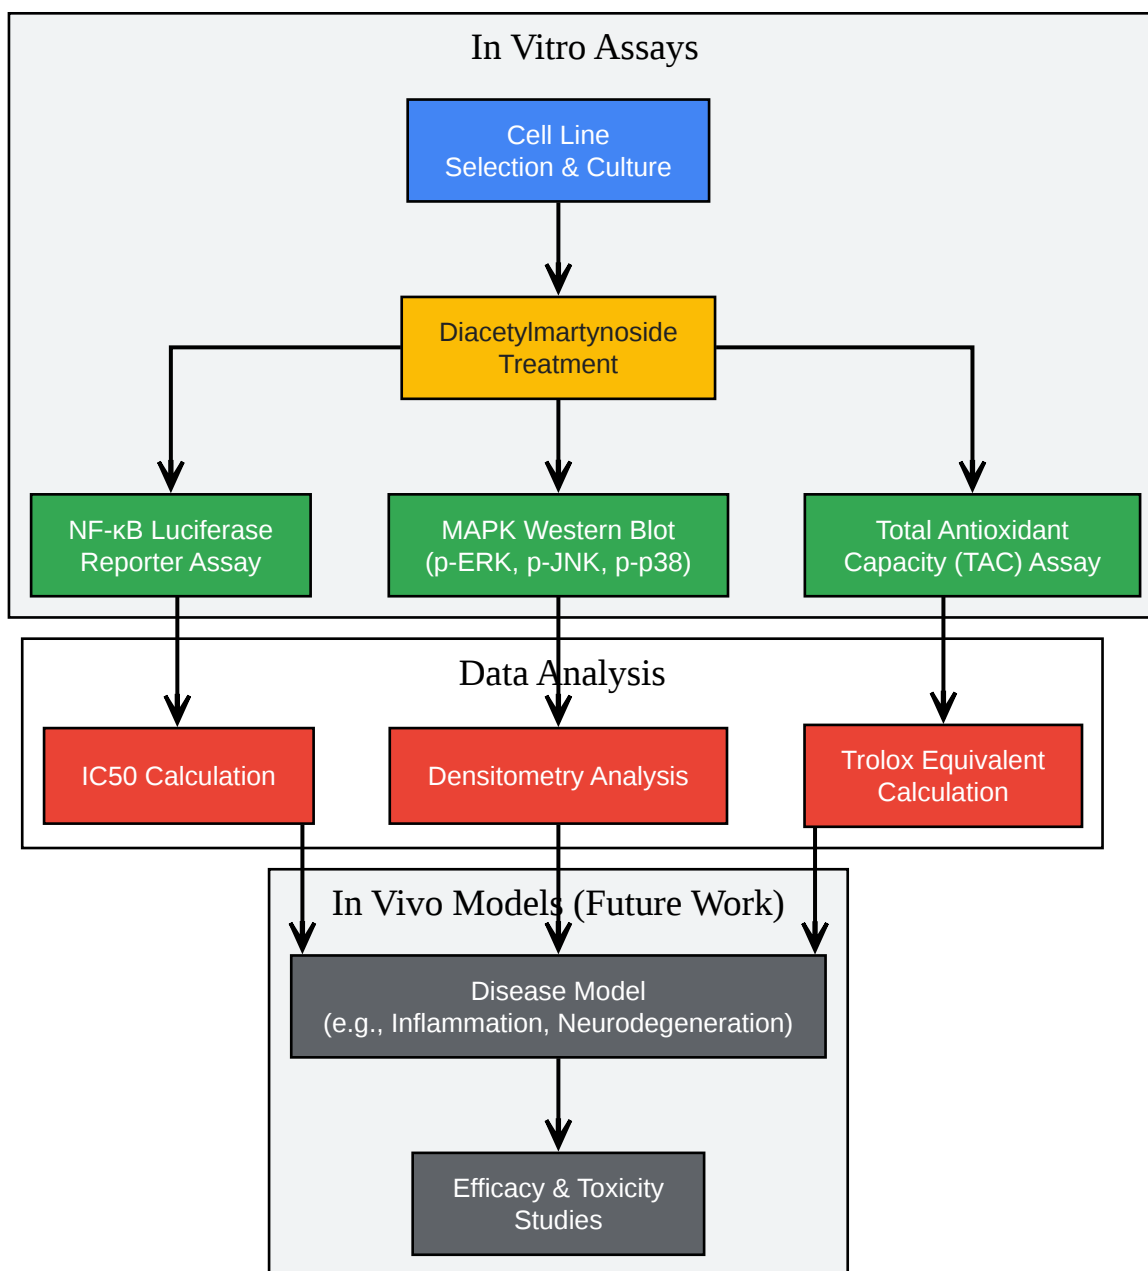 In Vitro Assays
Cell Line
Selection & Culture
Diacetylmartynoside
Treatment
NF-κB Luciferase
Reporter Assay
MAPK Western Blot
(p-ERK, p-JNK, p-p38)
Total Antioxidant
Capacity (TAC) Assay
Data Analysis
IC50 Calculation
Densitometry Analysis
Trolox Equivalent
Calculation
In Vivo Models (Future Work)
Disease Model
(e.g., Inflammation, Neurodegeneration)
Efficacy & Toxicity
Studies